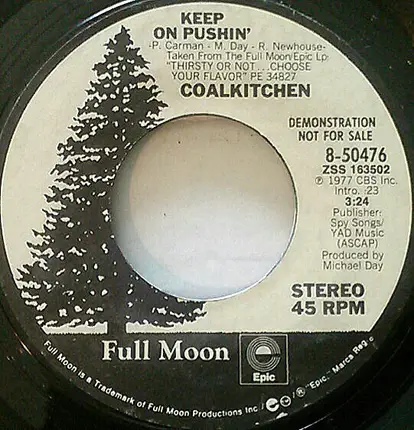 KEEP
ON PUSHIN'
-P. Carman - M. Day - R. Newhouse-
Taken From The Full Moon/Epic Lp:
"THIRSTY OR NOT...CHOOSE
YOUR FLAVOR" PE 34827
COALKITCHEN
DEMONSTRATION
NOT FOR SALE
8-50476
ZSS 163502
℗ 1977 CBS Inc.
Intro. :23
3:24
Publisher:
Spy Songs/
YAD Music
(ASCAP)
Produced by
Michael Day
STEREO
45 RPM
Full Moon
e
Epic
Full Moon is a Trademark of Full Moon Productions Inc./ e / ® "Epic," Marca Reg.